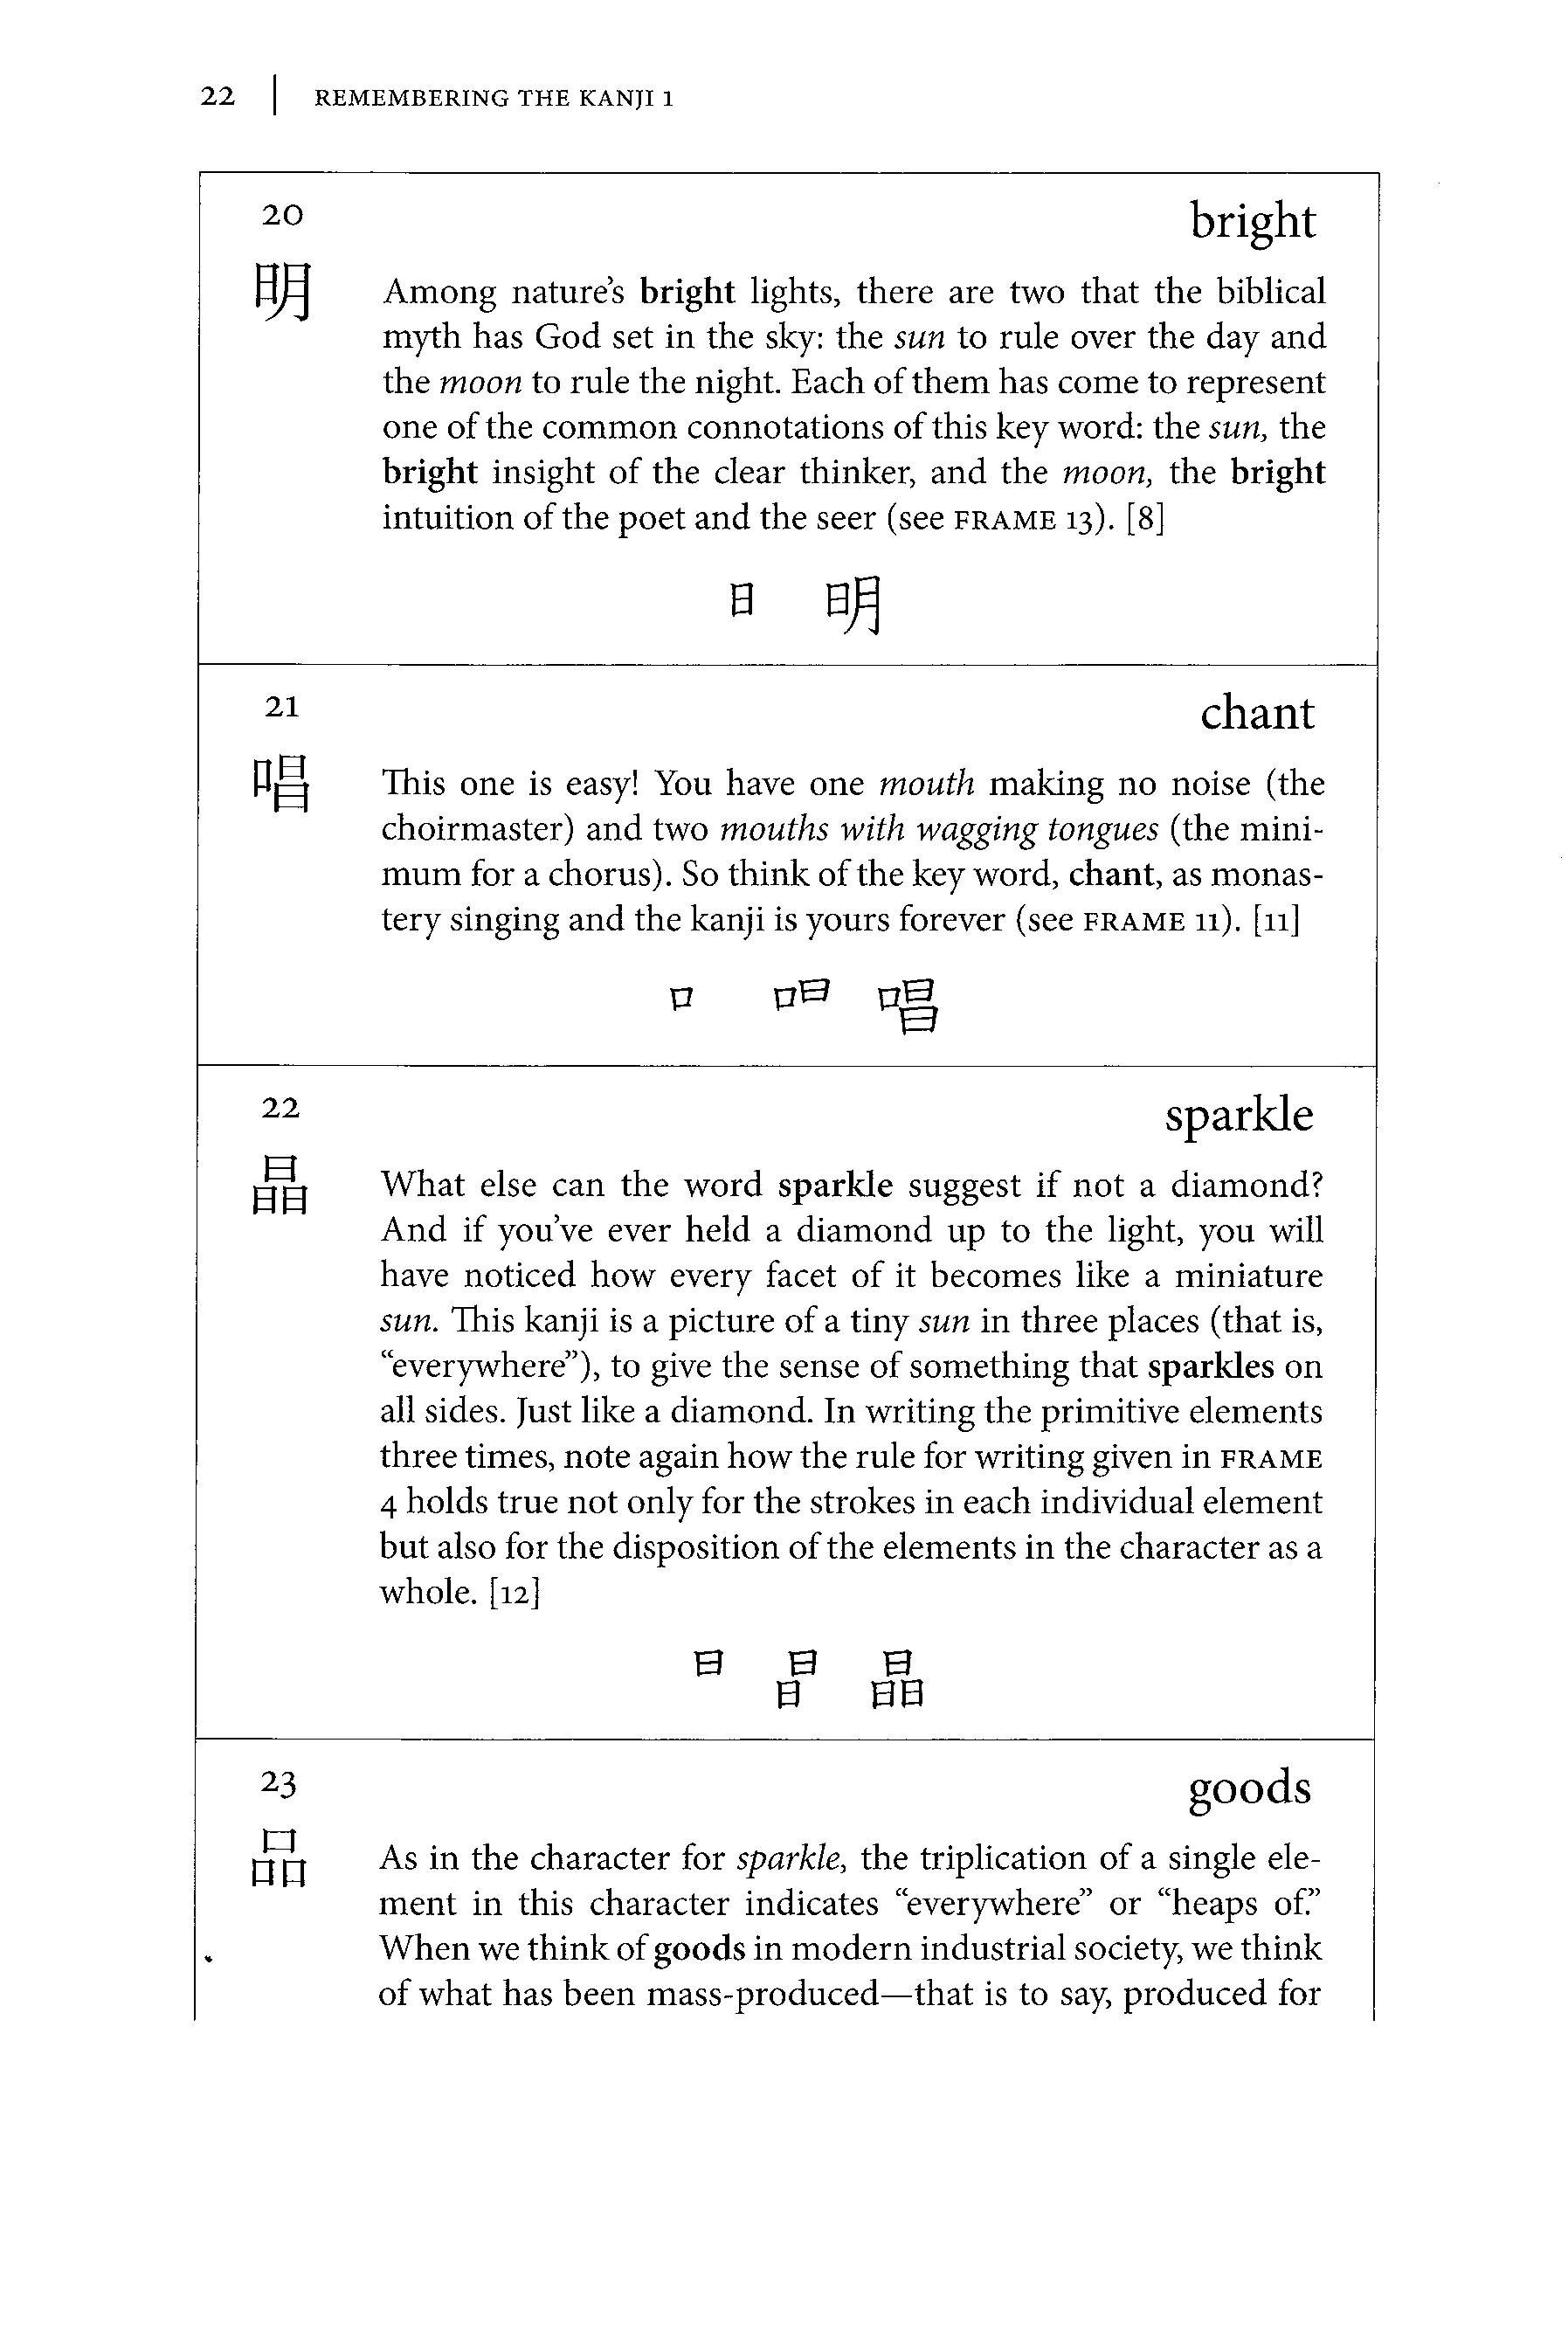 22 | REMEMBERING THE KANJI 1
20
bright
明
Among nature's bright lights, there are two that the biblical
myth has God set in the sky: the sun to rule over the day and
the moon to rule the night. Each of them has come to represent
one of the common connotations of this key word: the sun, the
bright insight of the clear thinker, and the moon, the bright
intuition of the poet and the seer (see FRAME 13). [8]
日 明
21
chant
唱
This one is easy! You have one mouth making no noise (the
choirmaster) and two mouths with wagging tongues (the mini-
mum for a chorus). So think of the key word, chant, as monas-
tery singing and the kanji is yours forever (see FRAME 11). [11]
口 唱 唱
22
sparkle
晶
What else can the word sparkle suggest if not a diamond?
And if you've ever held a diamond up to the light, you will
have noticed how every facet of it becomes like a miniature
sun. This kanji is a picture of a tiny sun in three places (that is,
“everywhere”), to give the sense of something that sparkles on
all sides. Just like a diamond. In writing the primitive elements
three times, note again how the rule for writing given in FRAME
4 holds true not only for the strokes in each individual element
but also for the disposition of the elements in the character as a
whole. [12]
日 昍 晶
23
goods
品
As in the character for sparkle, the triplication of a single ele-
ment in this character indicates “everywhere” or “heaps of.”
When we think of goods in modern industrial society, we think
of what has been mass-produced—that is to say, produced for